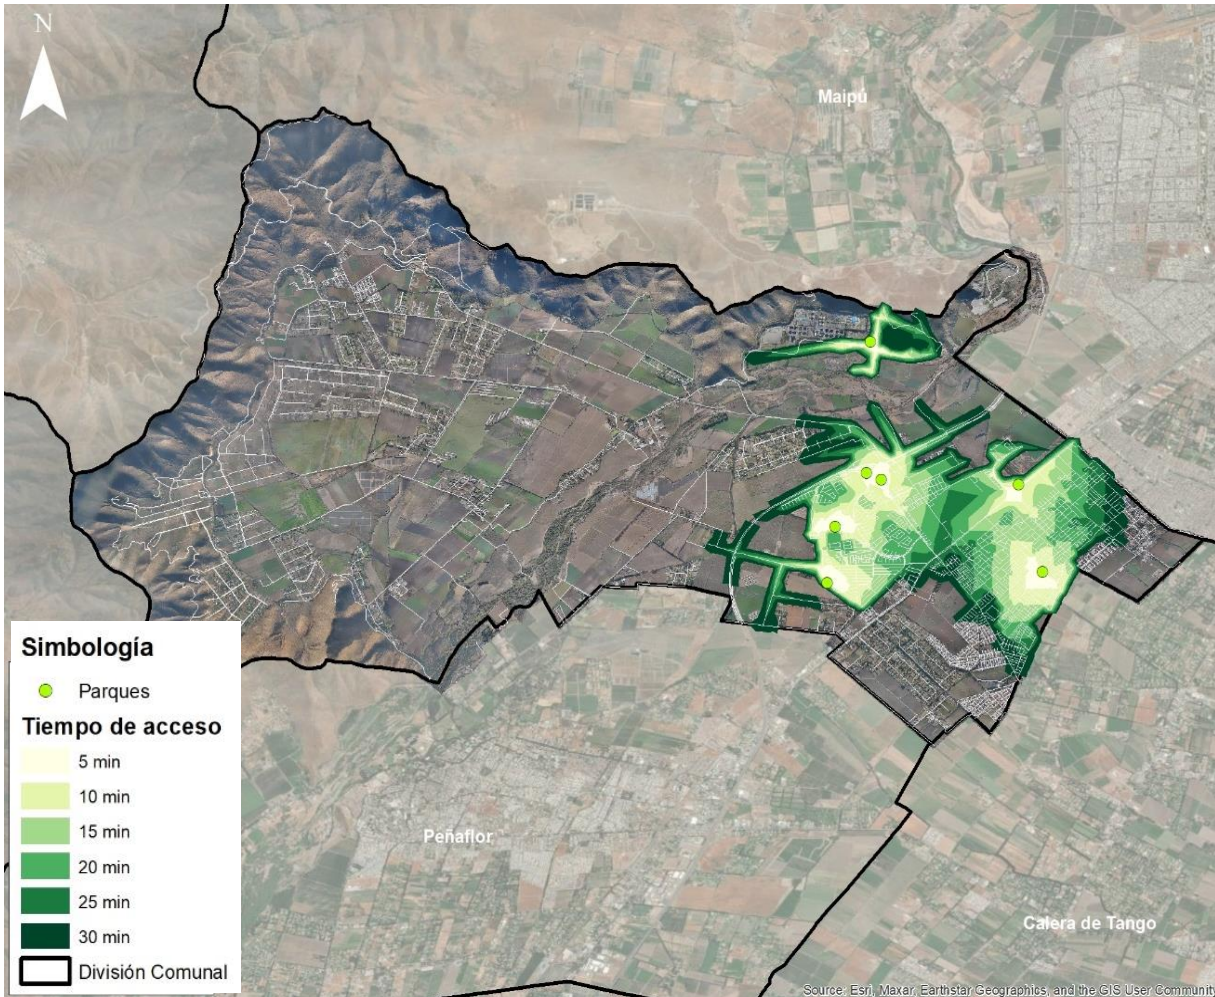 N
Maipú
Simbología
Parques
Tiempo de acceso
5 min
10 min
15 min
20 min
25 min
30 min
División Comunal
Peñaflor
Calera de Tango
Source: Esri, Maxar, Earthstar Geographics, and the GIS User Community